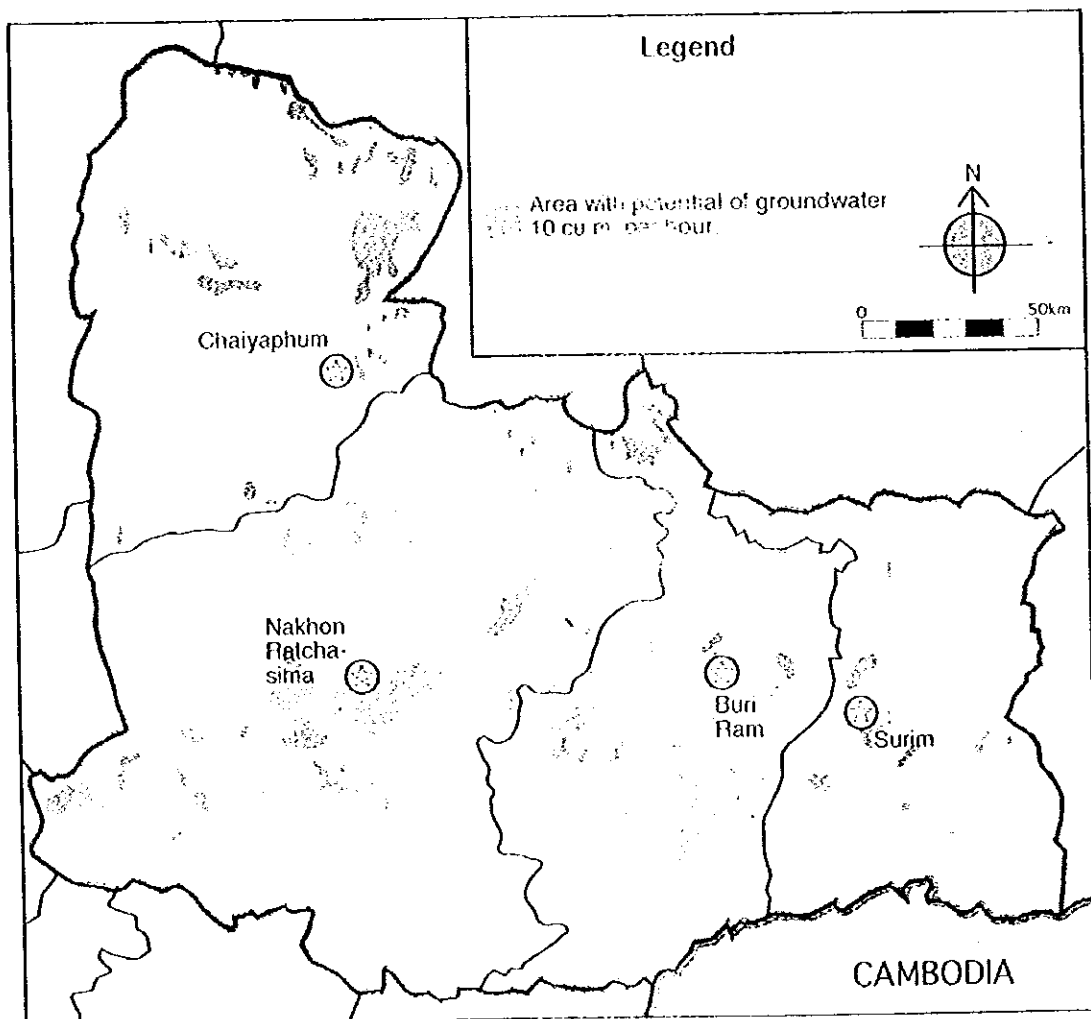 Legend
Area with potential of groundwater
10 cu m. per hour
N
0 50km
Chaiyaphum
Nakhon
Ratcha-
sima
Buri
Ram
Surim
CAMBODIA